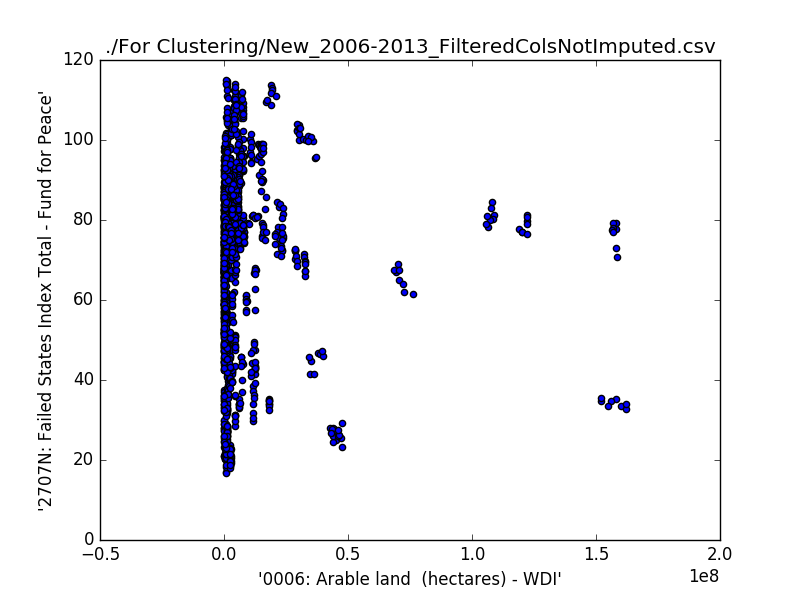 ./For Clustering/New_2006-2013_FilteredColsNotImputed.csv
120
100
80
60
40
20
0
'2707N: Failed States Index Total - Fund for Peace'
−0.5 0.0 0.5 1.0 1.5 2.0
1e8
'0006: Arable land  (hectares) - WDI'